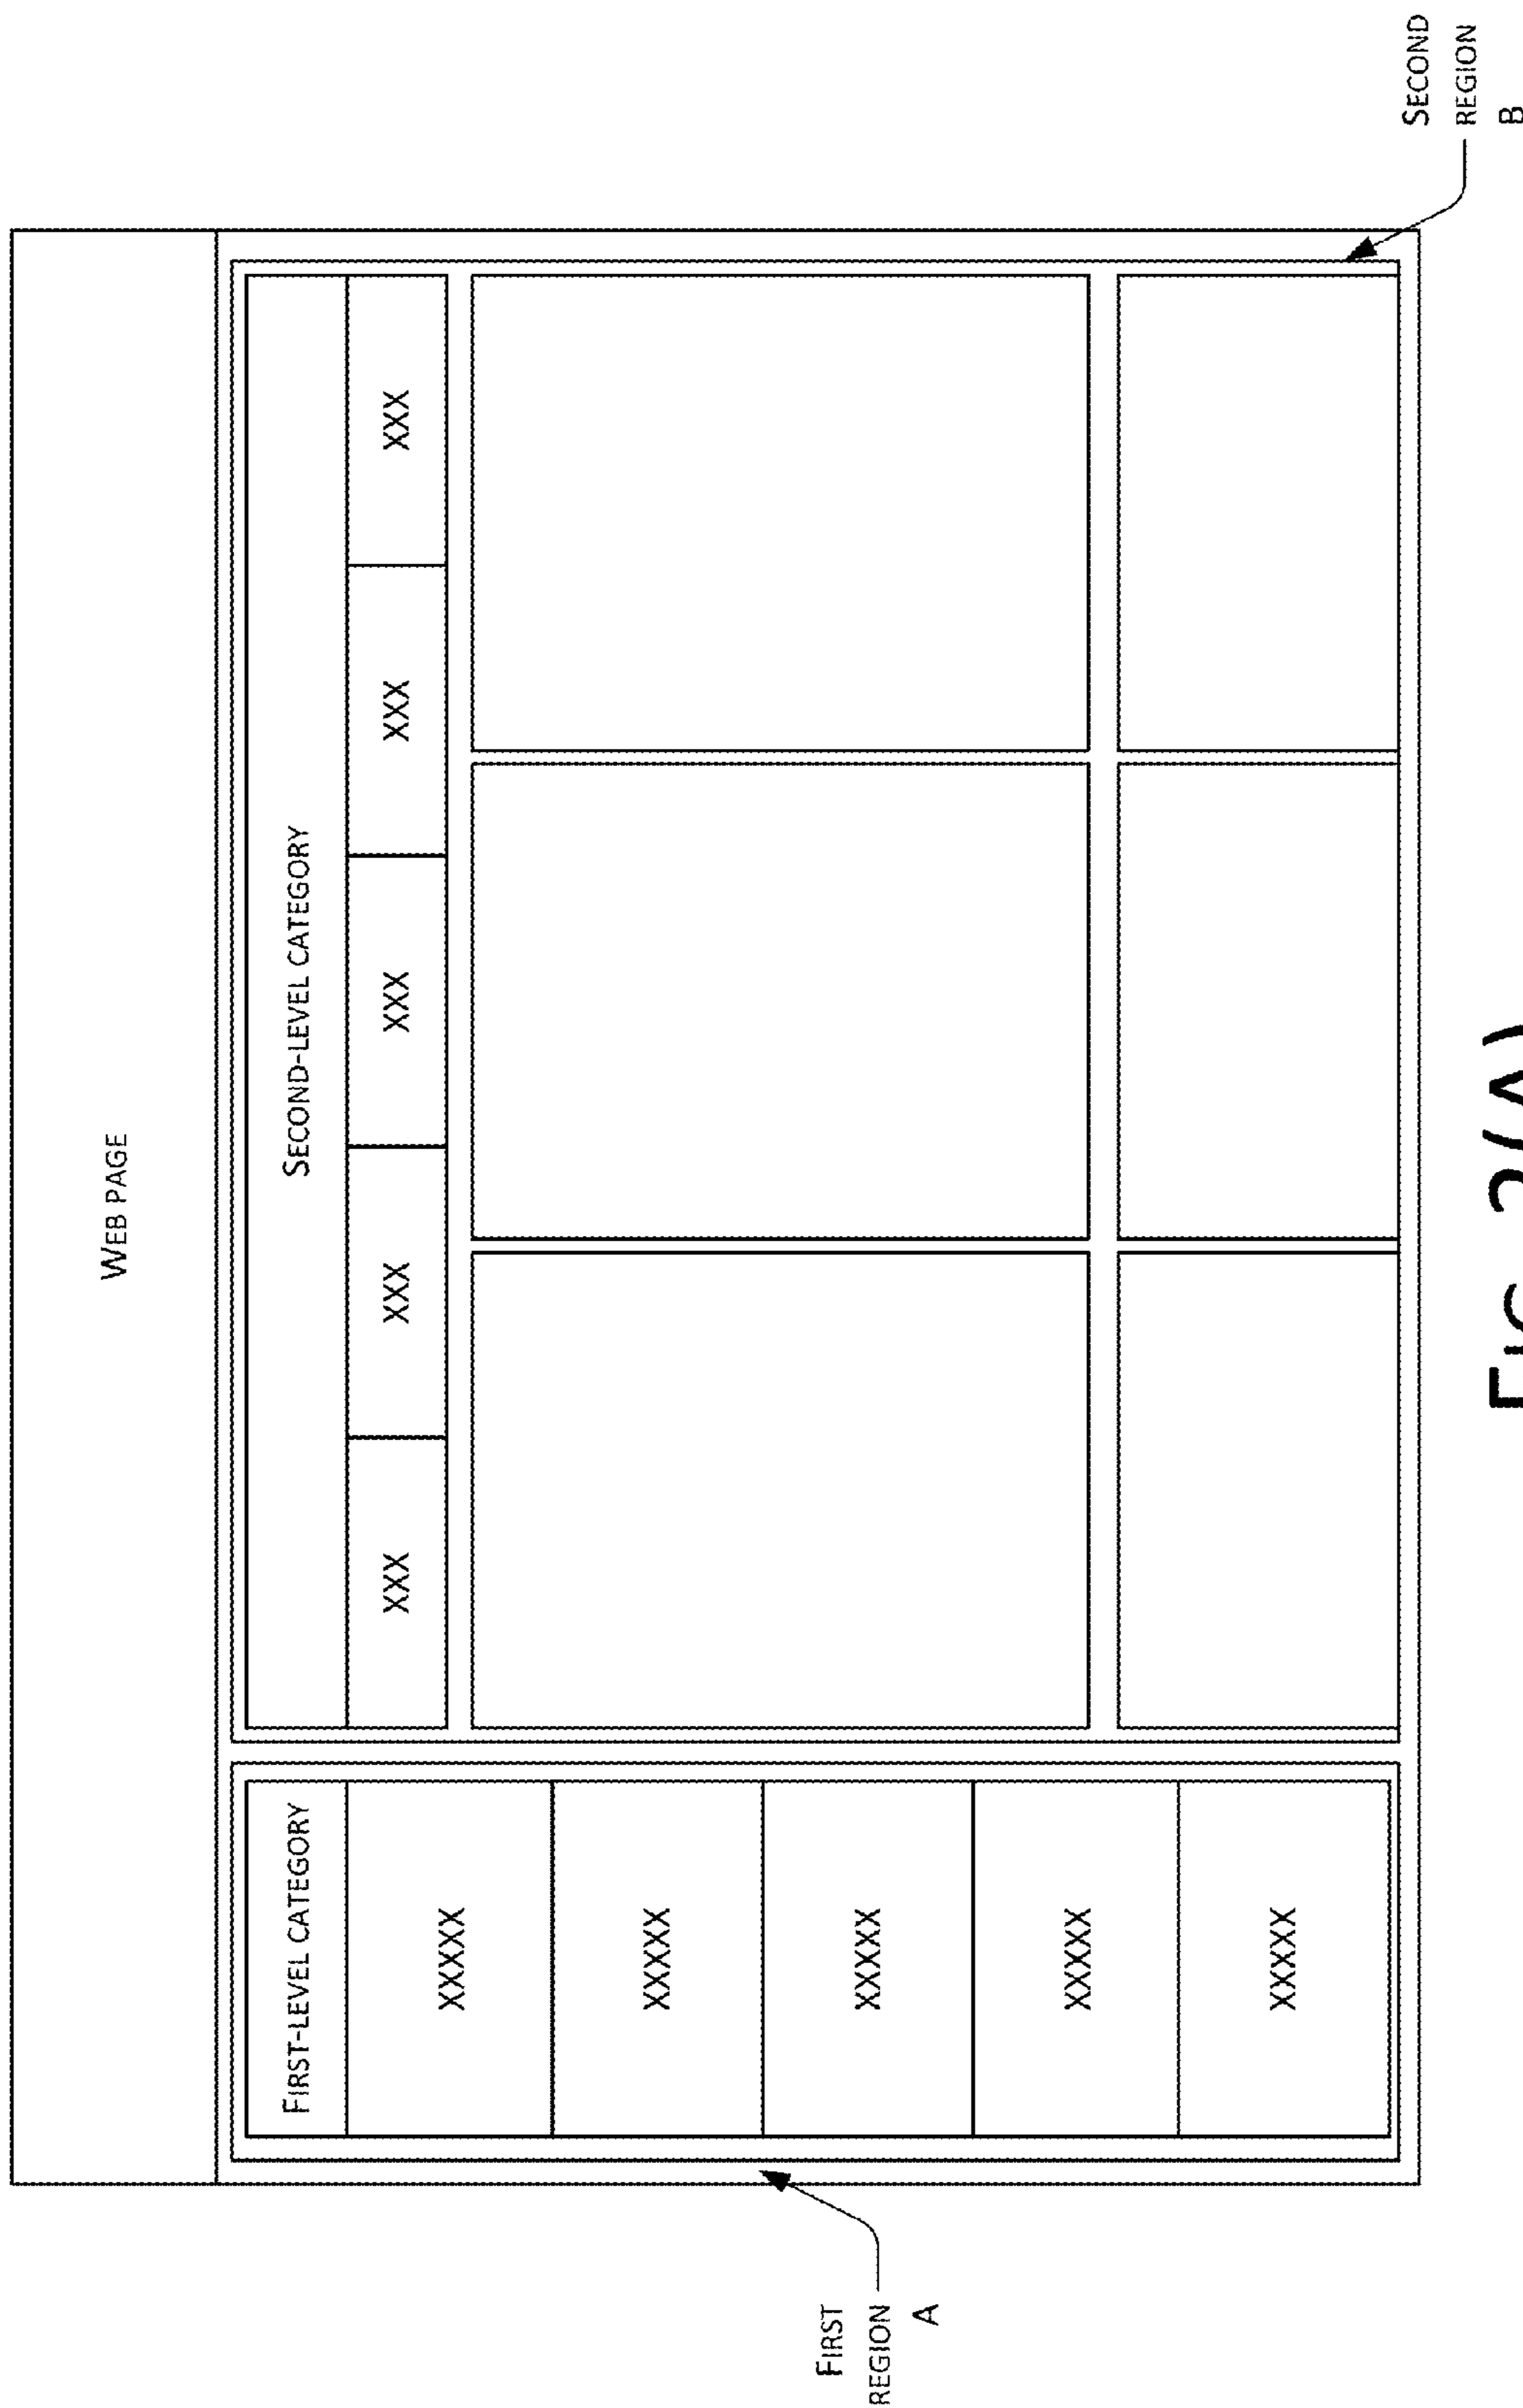 WEB PAGE
FIRST-LEVEL CATEGORY
XXXXX
XXXXX
XXXXX
XXXXX
XXXXX
SECOND-LEVEL CATEGORY
XXX XXX XXX XXX XXX
FIRST
REGION
A
SECOND
REGION
B